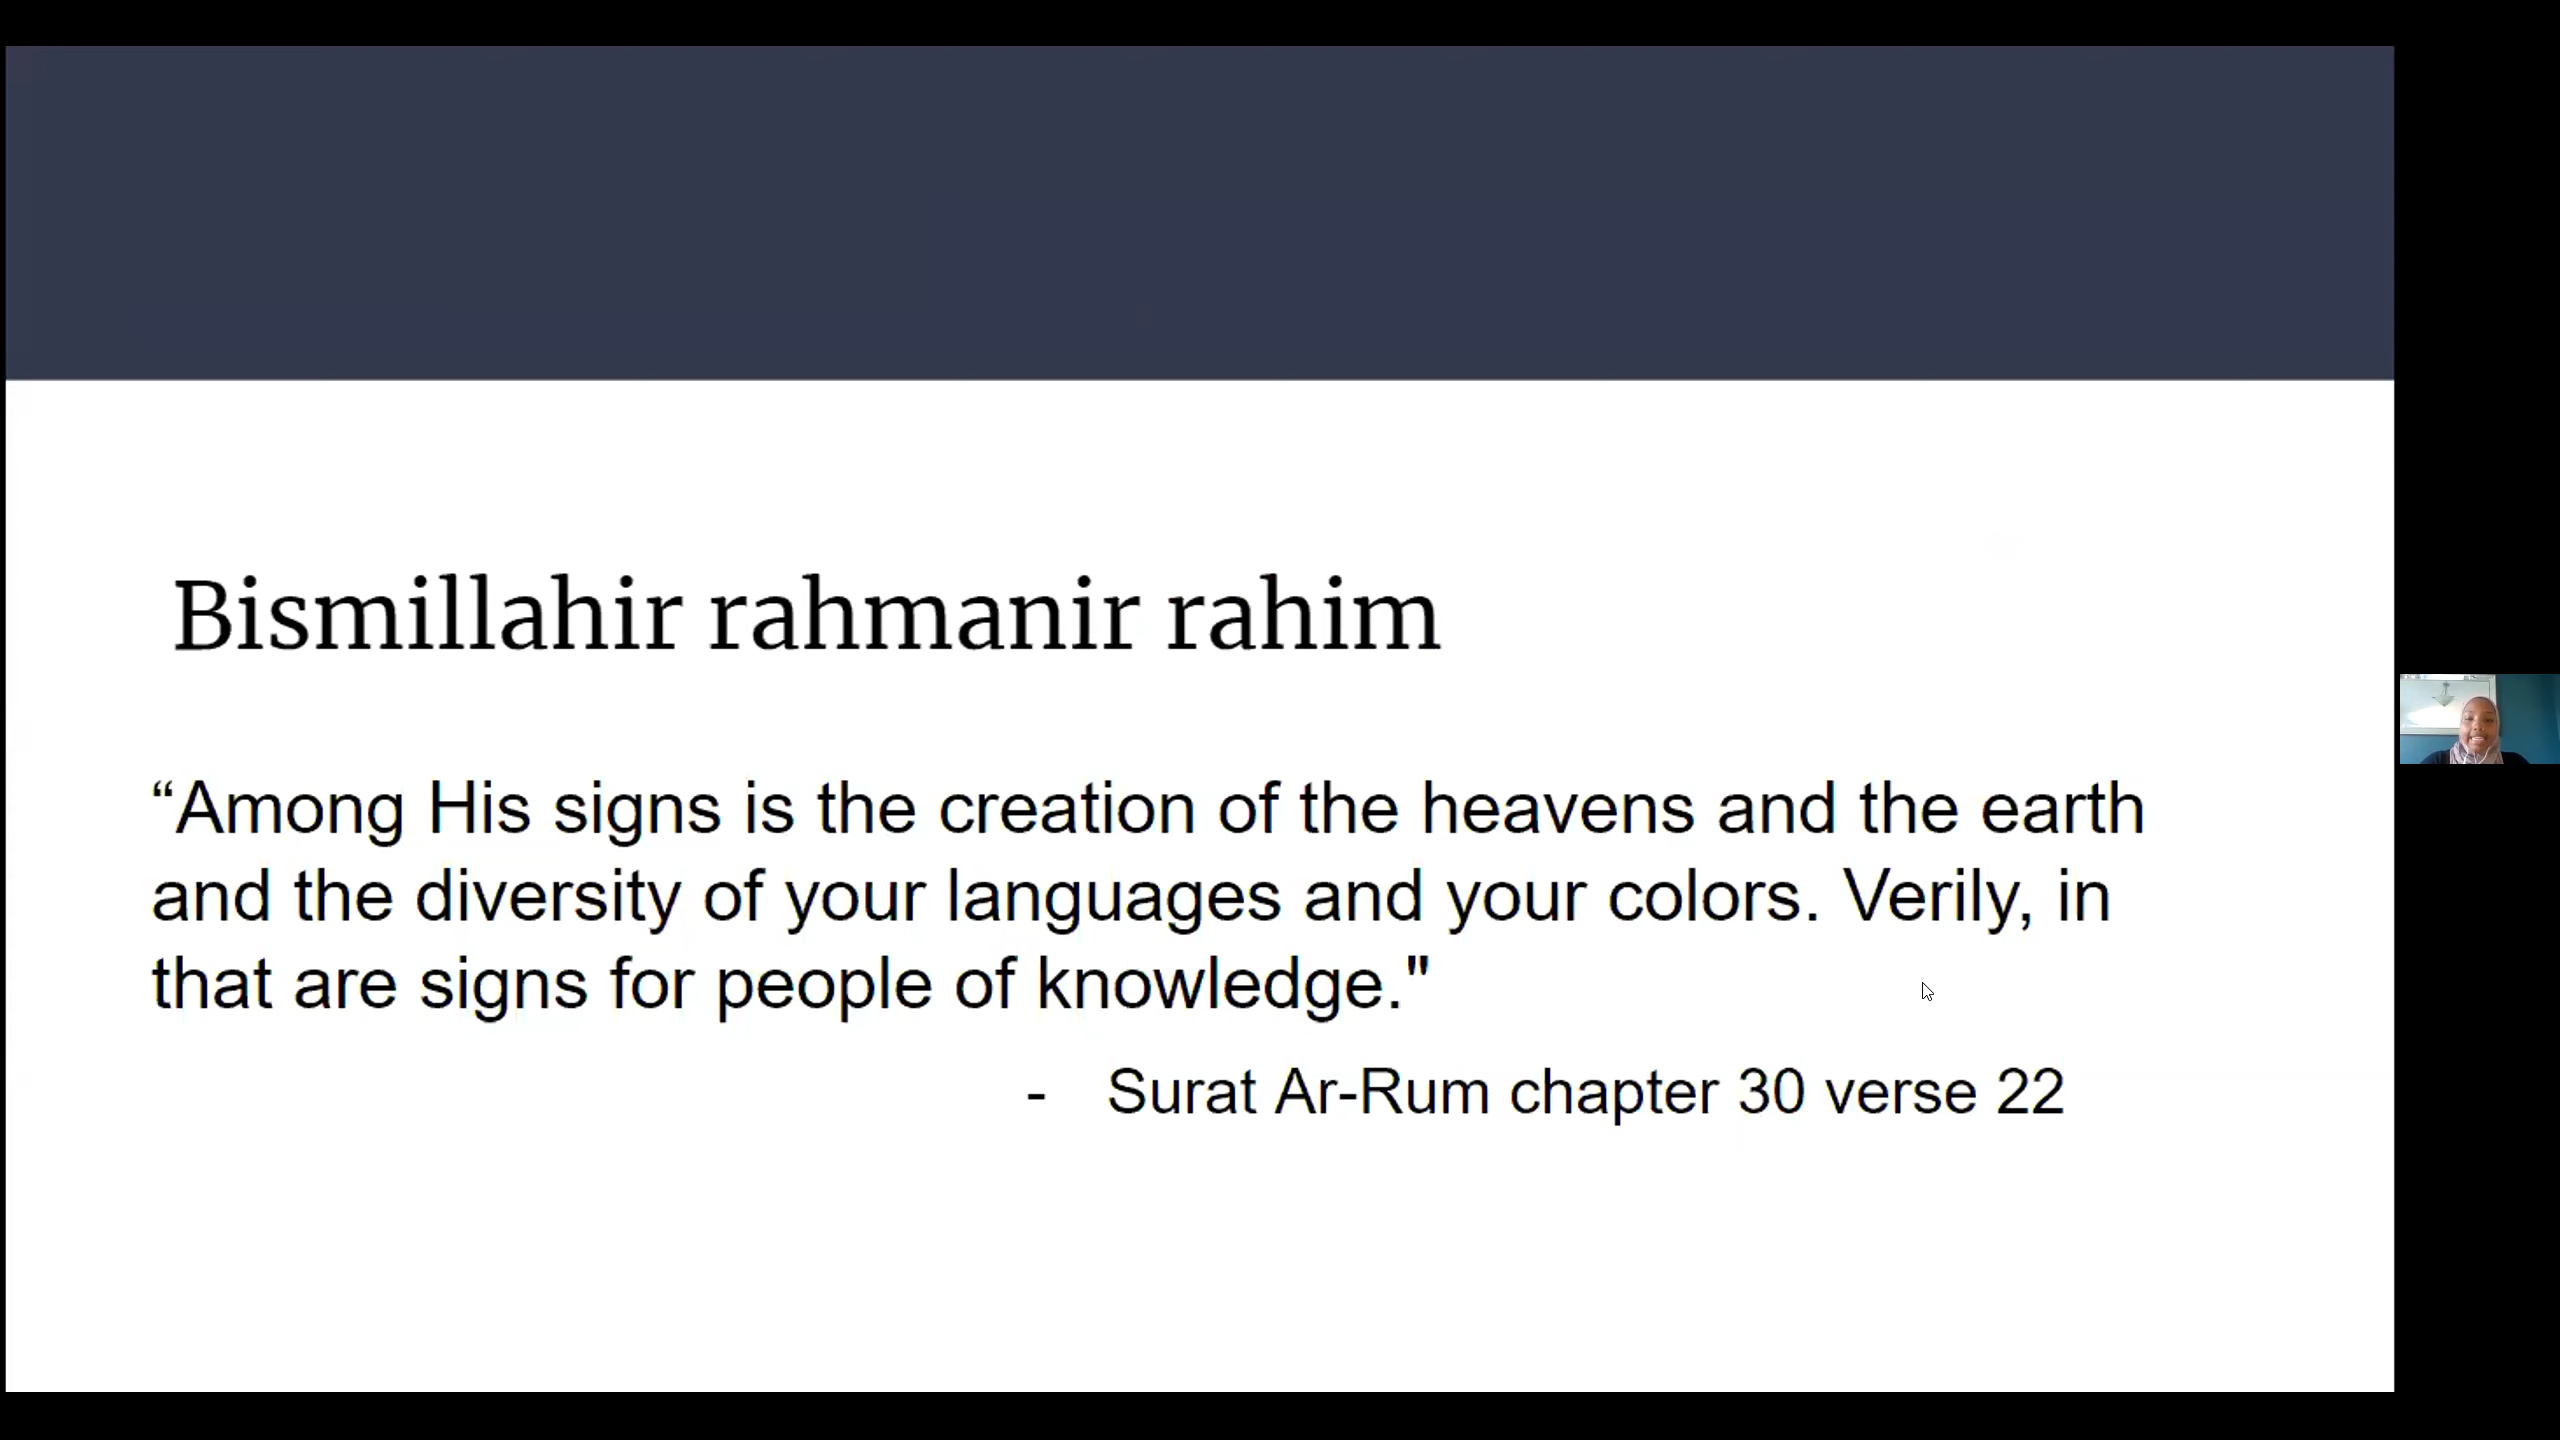 Bismillahir rahmanir rahim
“Among His signs is the creation of the heavens and the earth
and the diversity of your languages and your colors. Verily, in
that are signs for people of knowledge."
- Surat Ar-Rum chapter 30 verse 22